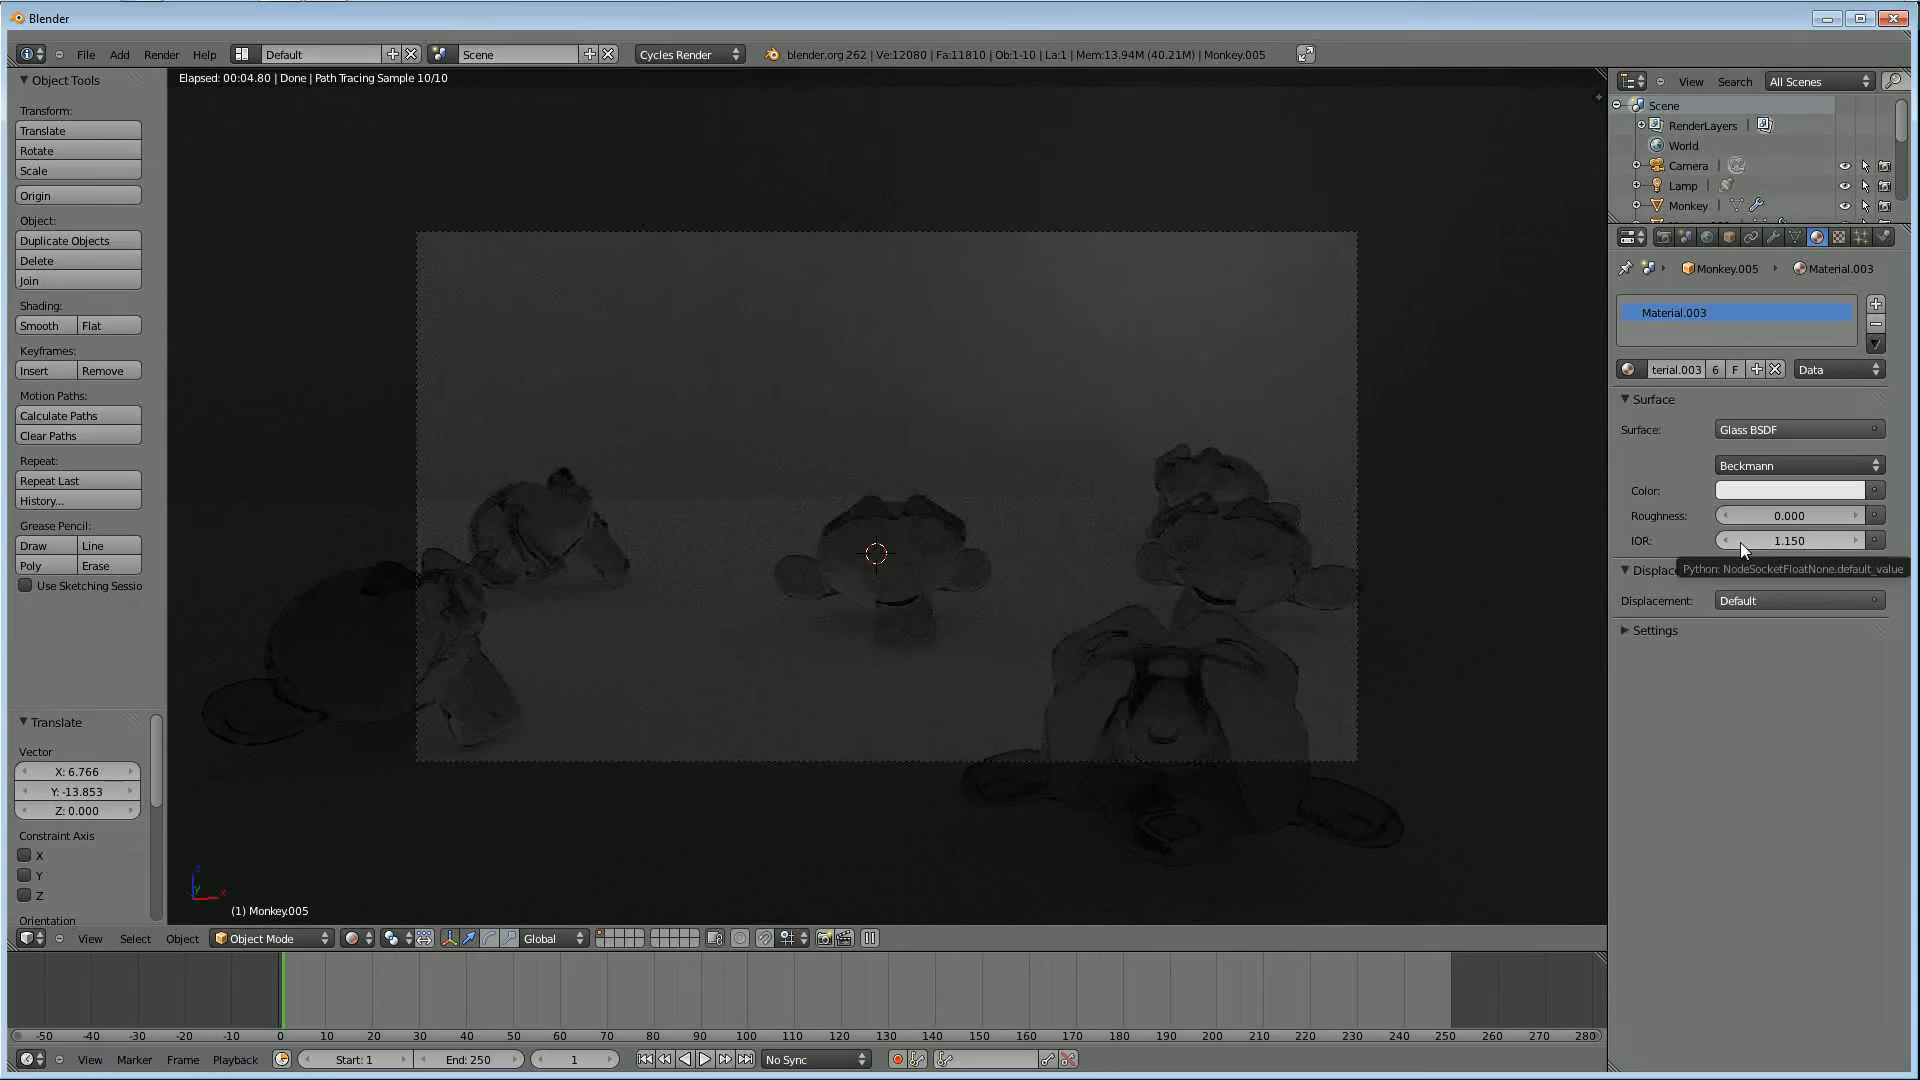 Blender
File Add Render Help Default Scene Cycles Render blender.org 262 | Ve:12080 | Fa:11810 | Ob:1-10 | La:1 | Mem:13.94M (40.21M) | Monkey.005
Elapsed: 00:04.80 | Done | Path Tracing Sample 10/10
Object Tools
Transform:
Translate
Rotate
Scale
Origin
Object:
Duplicate Objects
Delete
Join
Shading:
Smooth Flat
Keyframes:
Insert Remove
Motion Paths:
Calculate Paths
Clear Paths
Repeat:
Repeat Last
History...
Grease Pencil:
Draw Line
Poly Erase
Use Sketching Sessio
Translate
Vector
X: 6.766
Y: -13.853
Z: 0.000
Constraint Axis
X
Y
Z
Orientation
z
y x
(1) Monkey.005
View Select Object Object Mode Global
View Search All Scenes
Scene
RenderLayers |
World
Camera |
Lamp |
Monkey |
Monkey.005 Material.003
Material.003
terial.003 6 F Data
Surface
Surface: Glass BSDF
Beckmann
Color:
Roughness: 0.000
IOR: 1.150
Python: NodeSocketFloatNone.default_value
Displace
Displacement: Default
Settings
-50 -40 -30 -20 -10 0 10 20 30 40 50 60 70 80 90 100 110 120 130 140 150 160 170 180 190 200 210 220 230 240 250 260 270 280
View Marker Frame Playback Start: 1 End: 250 1 No Sync